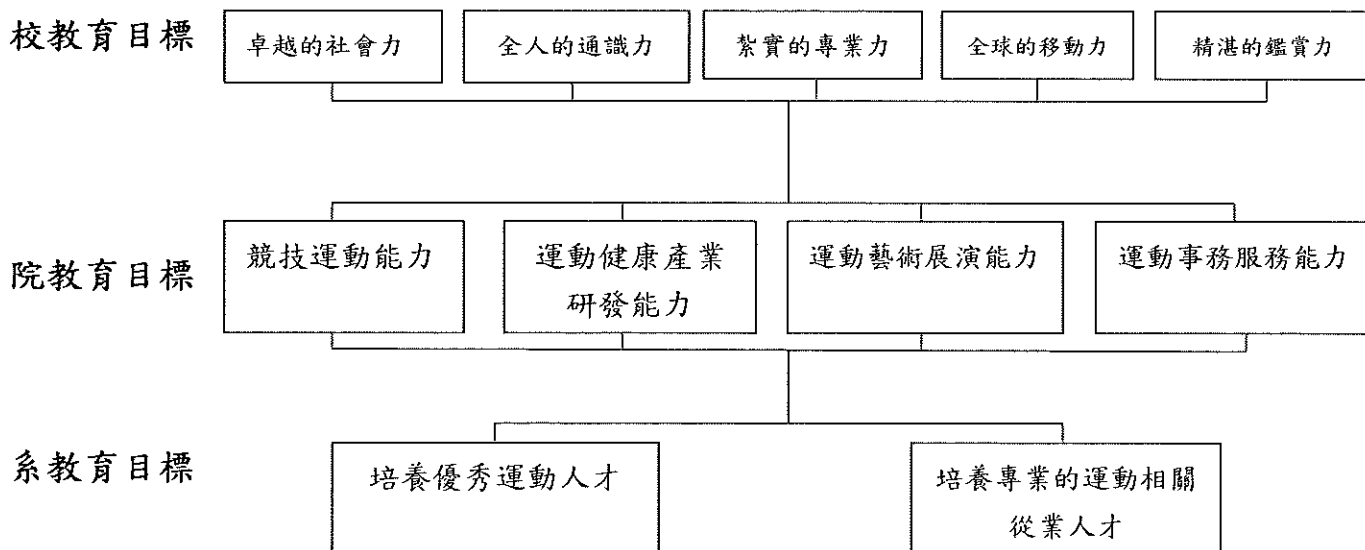 校教育目標
卓越的社會力
全人的通識力
紮實的專業力
全球的移動力
精湛的鑑賞力
院教育目標
競技運動能力
運動健康產業
研發能力
運動藝術展演能力
運動事務服務能力
系教育目標
培養優秀運動人才
培養專業的運動相關
從業人才